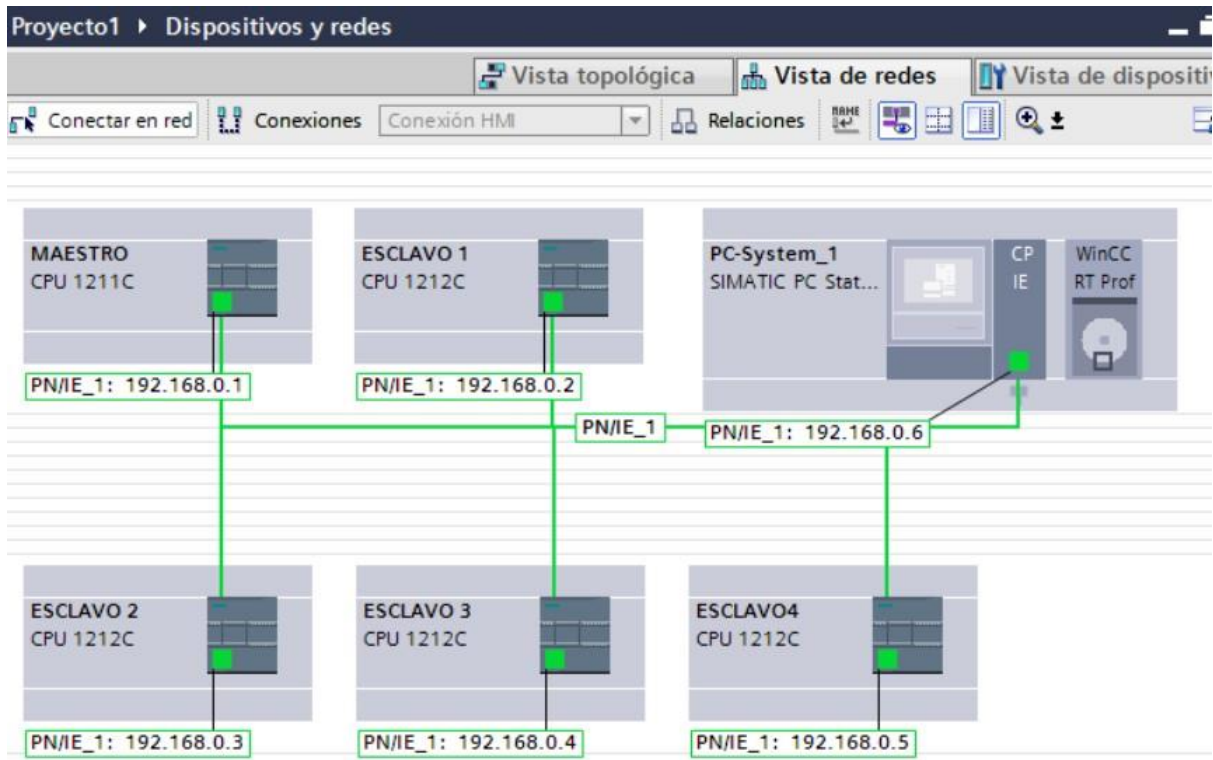 Proyecto1 ▸ Dispositivos y redes
Vista topológica
Vista de redes
Vista de dispositi
Conectar en red
Conexiones
Conexión HMI
Relaciones
NAME
MAESTRO
CPU 1211C
PN/IE_1: 192.168.0.1
ESCLAVO 1
CPU 1212C
PN/IE_1: 192.168.0.2
PC-System_1
SIMATIC PC Stat...
CP
IE
WinCC
RT Prof
PN/IE_1
PN/IE_1: 192.168.0.6
ESCLAVO 2
CPU 1212C
PN/IE_1: 192.168.0.3
ESCLAVO 3
CPU 1212C
PN/IE_1: 192.168.0.4
ESCLAVO4
CPU 1212C
PN/IE_1: 192.168.0.5